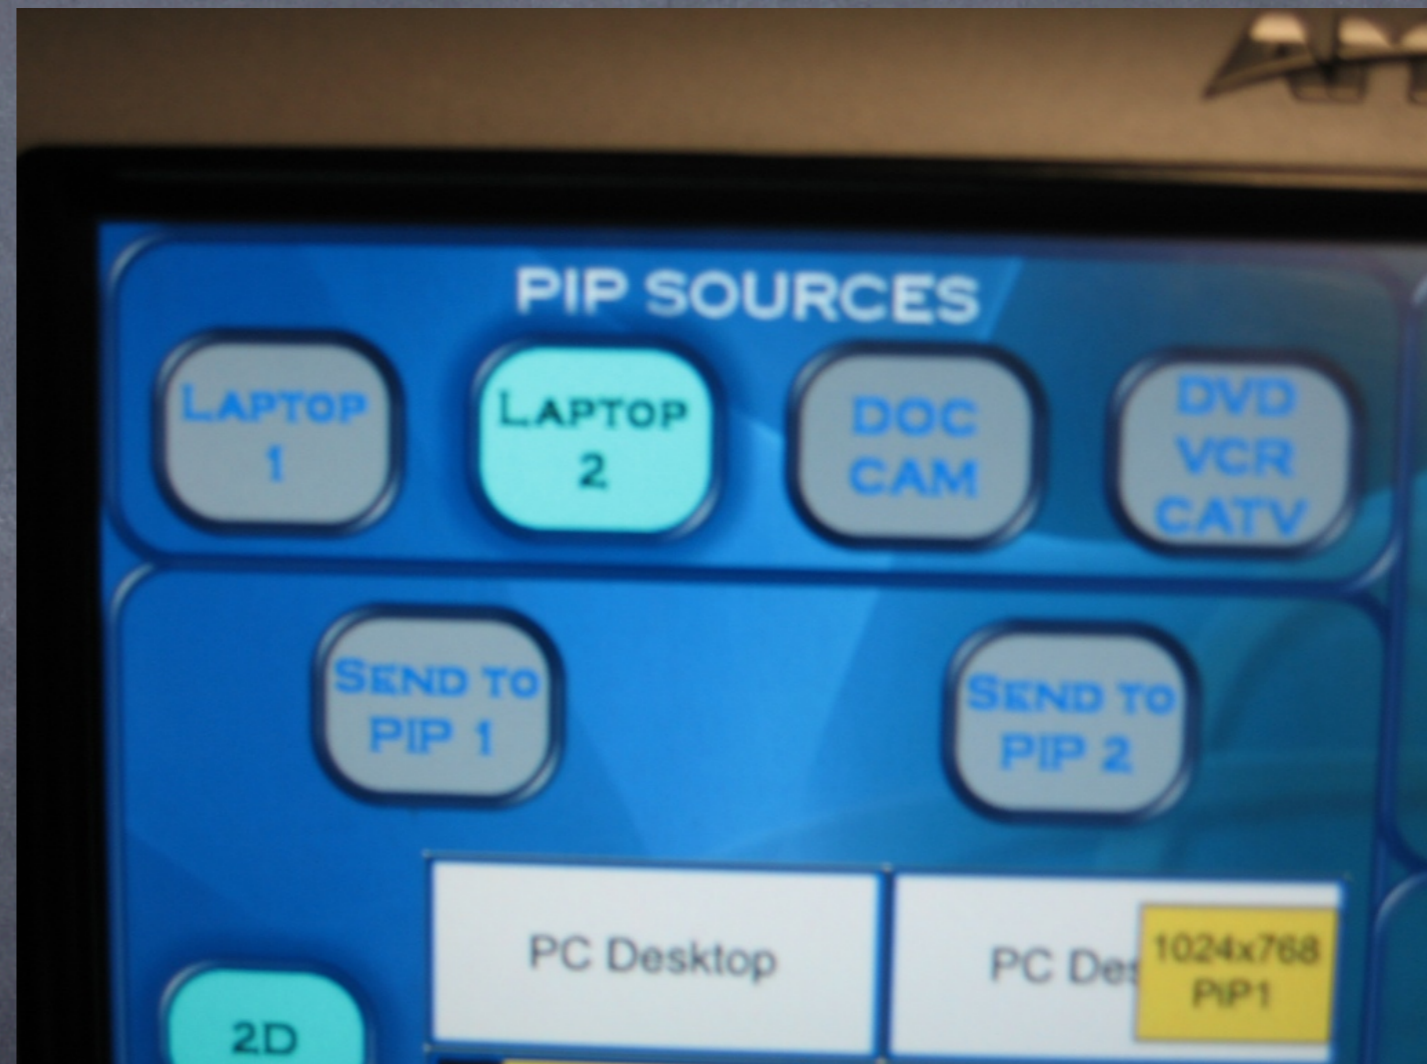 PIP SOURCES
LAPTOP
1
LAPTOP
2
DOC
CAM
DVD
VCR
CATV
SEND TO
PIP 1
SEND TO
PIP 2
PC Desktop
PC Des
1024x768
PiP1
2D